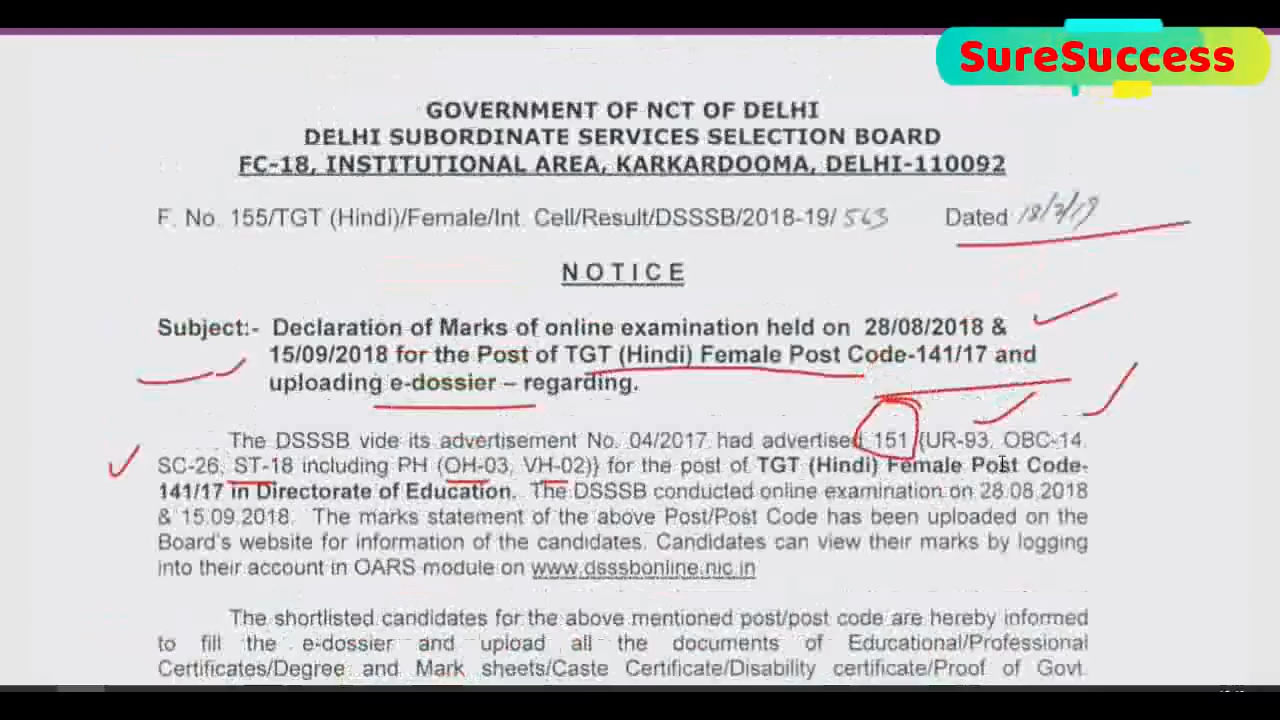 SureSuccess
GOVERNMENT OF NCT OF DELHI
DELHI SUBORDINATE SERVICES SELECTION BOARD
FC-18, INSTITUTIONAL AREA, KARKARDOOMA, DELHI-110092
F. No. 155/TGT (Hindi)/Female/Int. Cell/Result/DSSSB/2018-19/ 563 Dated 18/7/19
NOTICE
Subject:- Declaration of Marks of online examination held on 28/08/2018 &
15/09/2018 for the Post of TGT (Hindi) Female Post Code-141/17 and
uploading e-dossier – regarding.
The DSSSB vide its advertisement No. 04/2017 had advertised 151 {UR-93, OBC-14,
SC-26, ST-18 including PH (OH-03, VH-02)} for the post of TGT (Hindi) Female Post Code-
141/17 in Directorate of Education. The DSSSB conducted online examination on 28.08.2018
& 15.09.2018. The marks statement of the above Post/Post Code has been uploaded on the
Board's website for information of the candidates. Candidates can view their marks by logging
into their account in OARS module on www.dsssbonline.nic.in
The shortlisted candidates for the above mentioned post/post code are hereby informed
to fill the e-dossier and upload all the documents of Educational/Professional
Certificates/Degree and Mark sheets/Caste Certificate/Disability certificate/Proof of Govt.